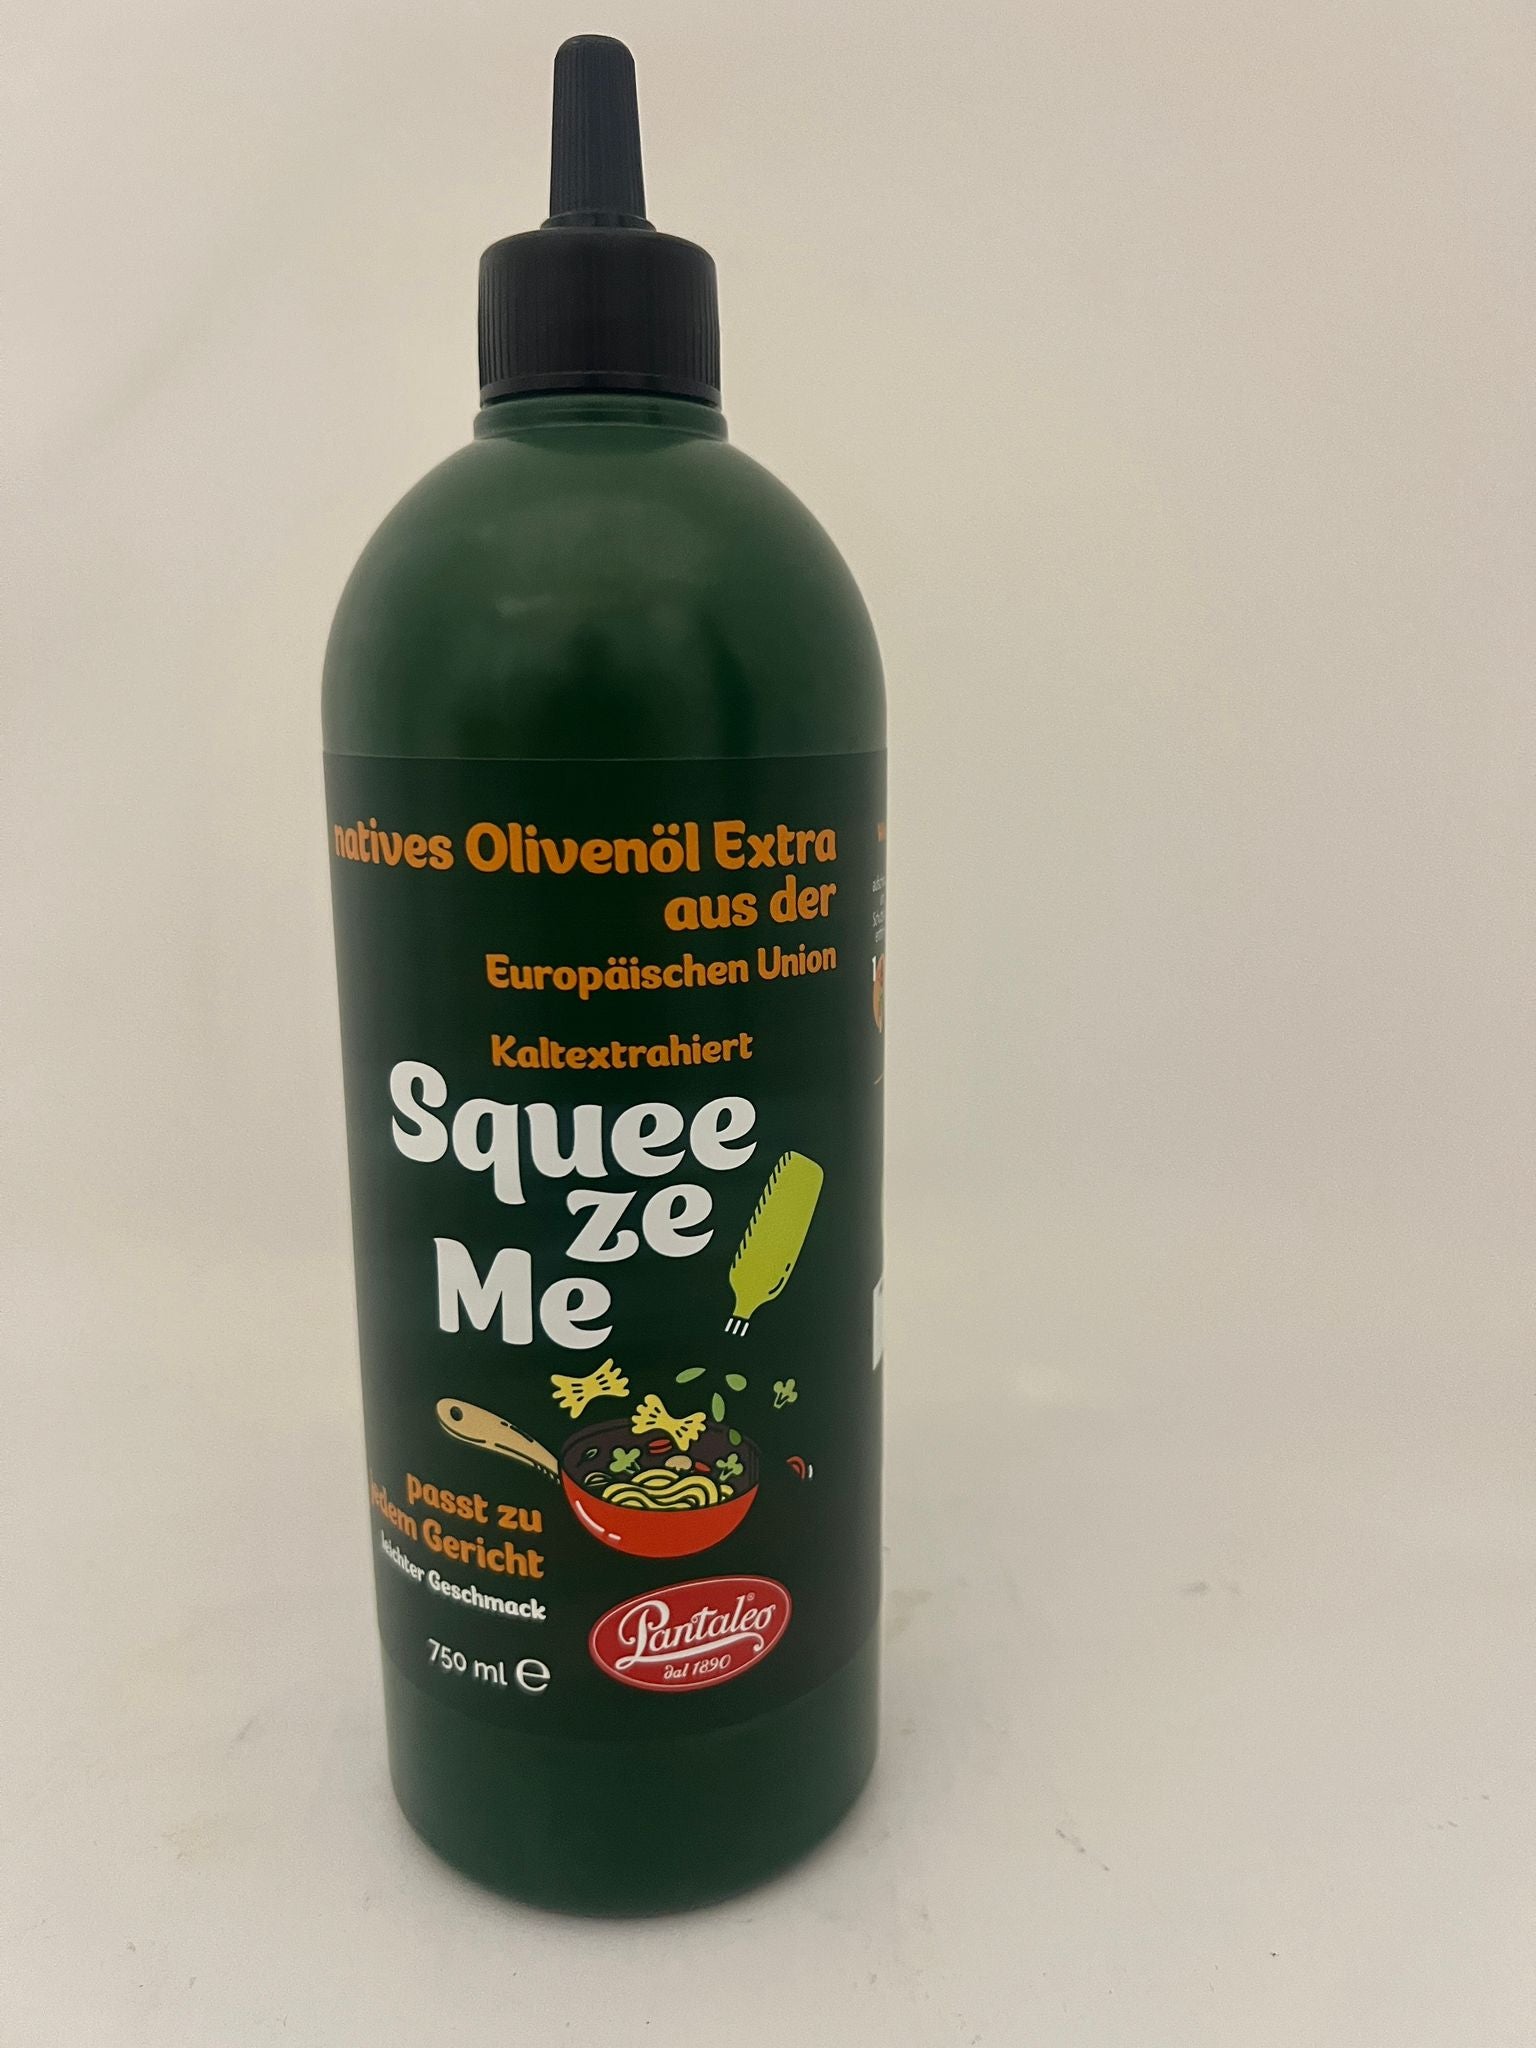 natives Olivenöl Extra
aus der
Europäischen Union
Kaltextrahiert
Squee
ze
Me
passt zu
jedem Gericht
leichter Geschmack
750 ml ℮
Pantaleo®
dal 1890